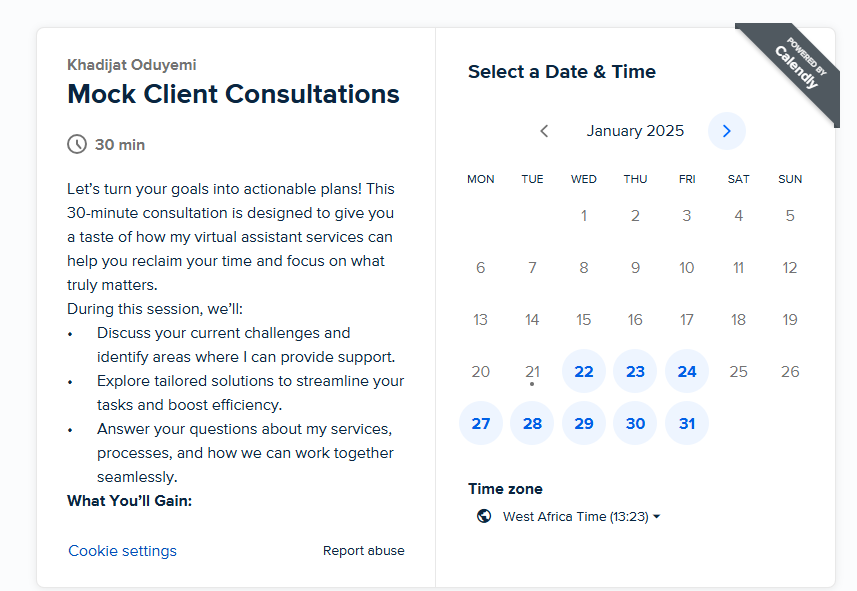 Khadijat Oduyemi
Mock Client Consultations
30 min
Let's turn your goals into actionable plans! This
30-minute consultation is designed to give you
a taste of how my virtual assistant services can
help you reclaim your time and focus on what
truly matters.
During this session, we'll:
• Discuss your current challenges and
identify areas where I can provide support.
• Explore tailored solutions to streamline your
tasks and boost efficiency.
• Answer your questions about my services,
processes, and how we can work together
seamlessly.
What You'll Gain:
Cookie settings
Report abuse
POWERED BY
Calendly
Select a Date & Time
January 2025
MON TUE WED THU FRI SAT SUN
1 2 3 4 5
6 7 8 9 10 11 12
13 14 15 16 17 18 19
20 21 22 23 24 25 26
27 28 29 30 31
Time zone
West Africa Time (13:23)